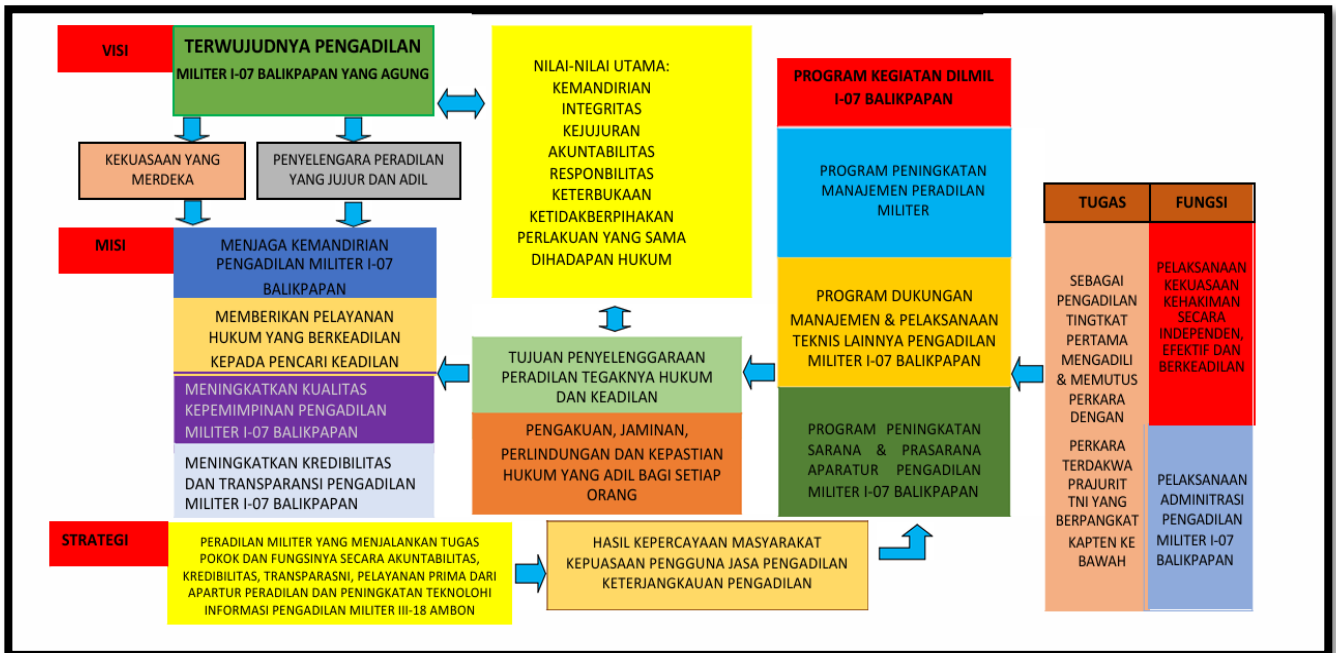 VISI
TERWUJUDNYA PENGADILAN
MILITER I-07 BALIKPAPAN YANG AGUNG
KEKUASAAN YANG
MERDEKA
PENYELENGARA PERADILAN
YANG JUJUR DAN ADIL
MISI
MENJAGA KEMANDIRIAN
PENGADILAN MILITER I-07
BALIKPAPAN
MEMBERIKAN PELAYANAN
HUKUM YANG BERKEADILAN
KEPADA PENCARI KEADILAN
MENINGKATKAN KUALITAS
KEPEMIMPINAN PENGADILAN
MILITER I-07 BALIKPAPAN
MENINGKATKAN KREDIBILITAS
DAN TRANSPARANSI PENGADILAN
MILITER I-07 BALIKPAPAN
STRATEGI
PERADILAN MILITER YANG MENJALANKAN TUGAS
POKOK DAN FUNGSINYA SECARA AKUNTABILITAS,
KREDIBILITAS, TRANSPARASNI, PELAYANAN PRIMA DARI
APARTUR PERADILAN DAN PENINGKATAN TEKNOLOHI
INFORMASI PENGADILAN MILITER III-18 AMBON
NILAI-NILAI UTAMA:
KEMANDIRIAN
INTEGRITAS
KEJUJURAN
AKUNTABILITAS
RESPONBILITAS
KETERBUKAAN
KETIDAKBERPIHAKAN
PERLAKUAN YANG SAMA
DIHADAPAN HUKUM
TUJUAN PENYELENGGARAAN
PERADILAN TEGAKNYA HUKUM
DAN KEADILAN
PENGAKUAN, JAMINAN,
PERLINDUNGAN DAN KEPASTIAN
HUKUM YANG ADIL BAGI SETIAP
ORANG
HASIL KEPERCAYAAN MASYARAKAT
KEPUASAAN PENGGUNA JASA PENGADILAN
KETERJANGKAUAN PENGADILAN
PROGRAM KEGIATAN DILMIL
I-07 BALIKPAPAN
PROGRAM PENINGKATAN
MANAJEMEN PERADILAN
MILITER
PROGRAM DUKUNGAN
MANAJEMEN & PELAKSANAAN
TEKNIS LAINNYA PENGADILAN
MILITER I-07 BALIKPAPAN
PROGRAM PENINGKATAN
SARANA & PRASARANA
APARATUR PENGADILAN
MILITER I-07 BALIKPAPAN
TUGAS
SEBAGAI
PENGADILAN
TINGTKAT
PERTAMA
MENGADILI
& MEMUTUS
PERKARA
DENGAN
PERKARA
TERDAKWA
PRAJURIT
TNI YANG
BERPANGKAT
KAPTEN KE
BAWAH
FUNGSI
PELAKSANAAN
KEKUASAAN
KEHAKIMAN
SECARA
INDEPENDEN,
EFEKTIF DAN
BERKEADILAN
PELAKSANAAN
ADMINITRASI
PENGADILAN
MILITER I-07
BALIKPAPAN